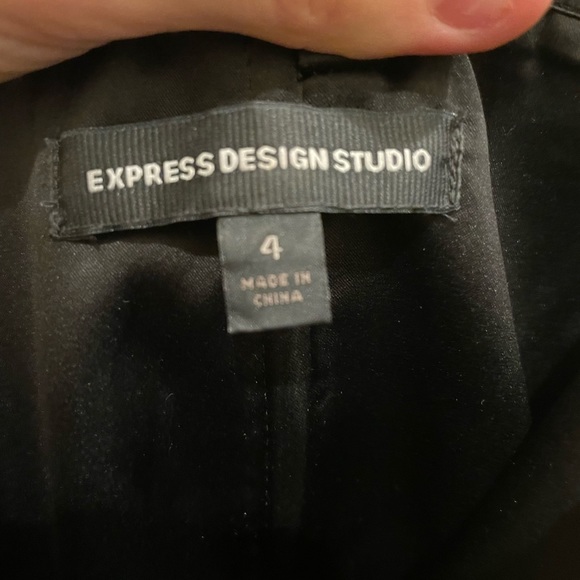 EXPRESS DESIGN STUDIO
4
MADE IN
CHINA